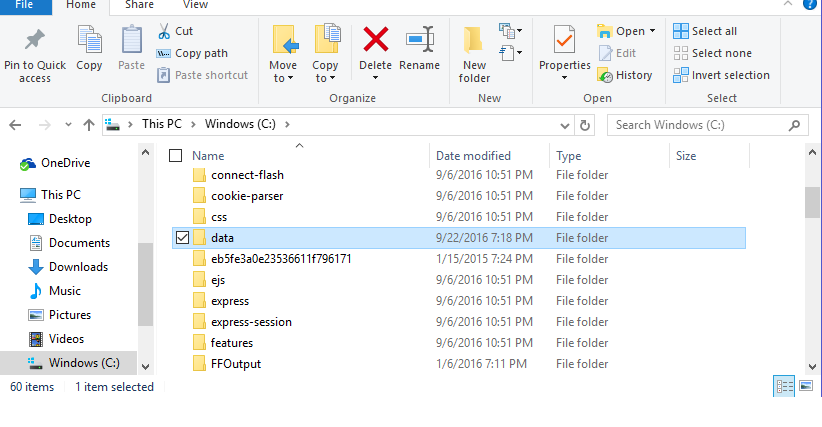 File Home Share View
Pin to Quick access
Copy
Paste
Cut
Copy path
Paste shortcut
Clipboard
Move to
Copy to
Delete
Rename
Organize
New folder
New
Properties
Open
Edit
History
Open
Select all
Select none
Invert selection
Select
This PC > Windows (C:) >
Search Windows (C:)
OneDrive
This PC
Desktop
Documents
Downloads
Music
Pictures
Videos
Windows (C:)
Name Date modified Type Size
connect-flash 9/6/2016 10:51 PM File folder
cookie-parser 9/6/2016 10:51 PM File folder
css 9/6/2016 10:51 PM File folder
data 9/22/2016 7:18 PM File folder
eb5fe3a0e23536611f796171 1/15/2015 7:24 PM File folder
ejs 9/6/2016 10:51 PM File folder
express 9/6/2016 10:51 PM File folder
express-session 9/6/2016 10:51 PM File folder
features 9/6/2016 10:51 PM File folder
FFOutput 1/6/2016 7:11 PM File folder
60 items 1 item selected